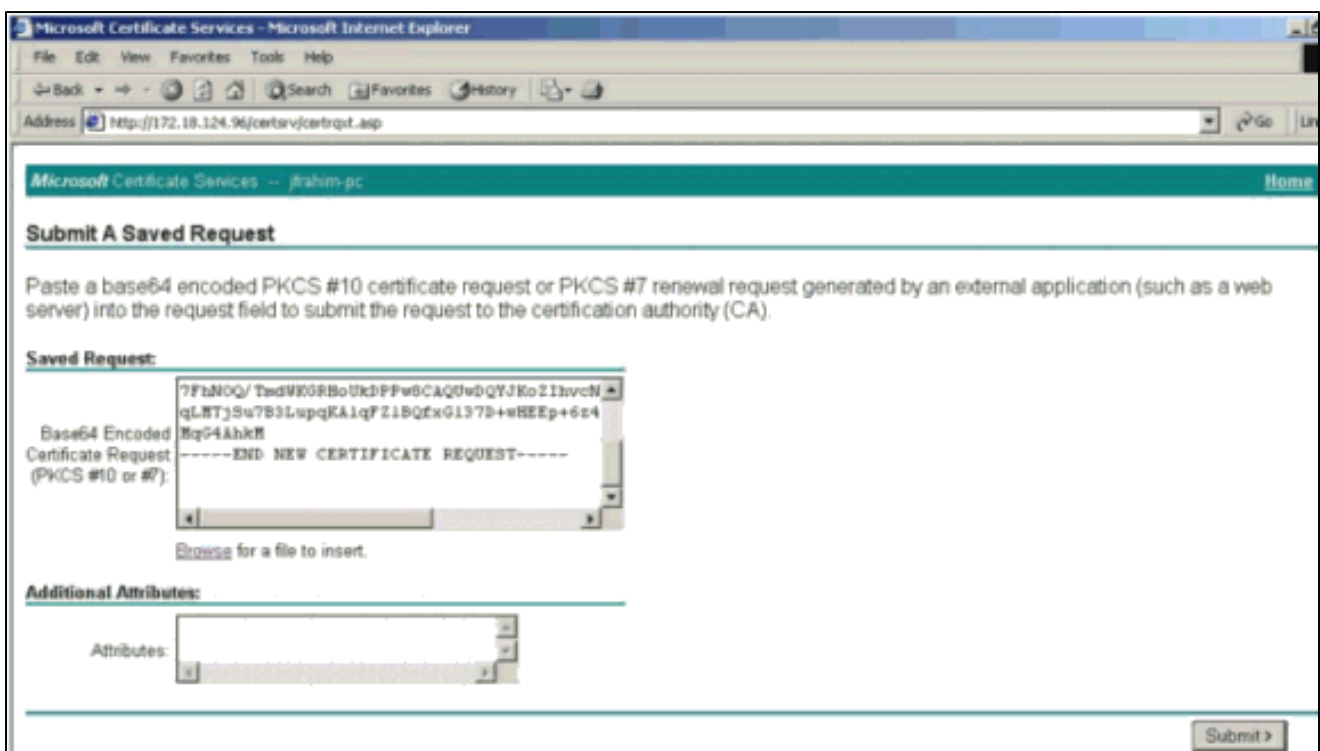 Microsoft Certificate Services - Microsoft Internet Explorer
File Edit View Favorites Tools Help
Back Search Favorites History
Address http://172.18.124.96/certsrv/certrqxt.asp Go
Microsoft Certificate Services -- jfrahim-pc Home
Submit A Saved Request
Paste a base64 encoded PKCS #10 certificate request or PKCS #7 renewal request generated by an external application (such as a web
server) into the request field to submit the request to the certification authority (CA).
Saved Request:
Base64 Encoded
Certificate Request
(PKCS #10 or #7):
MqG4AhkM
-----END NEW CERTIFICATE REQUEST-----
Browse for a file to insert.
Additional Attributes:
Attributes:
Submit >